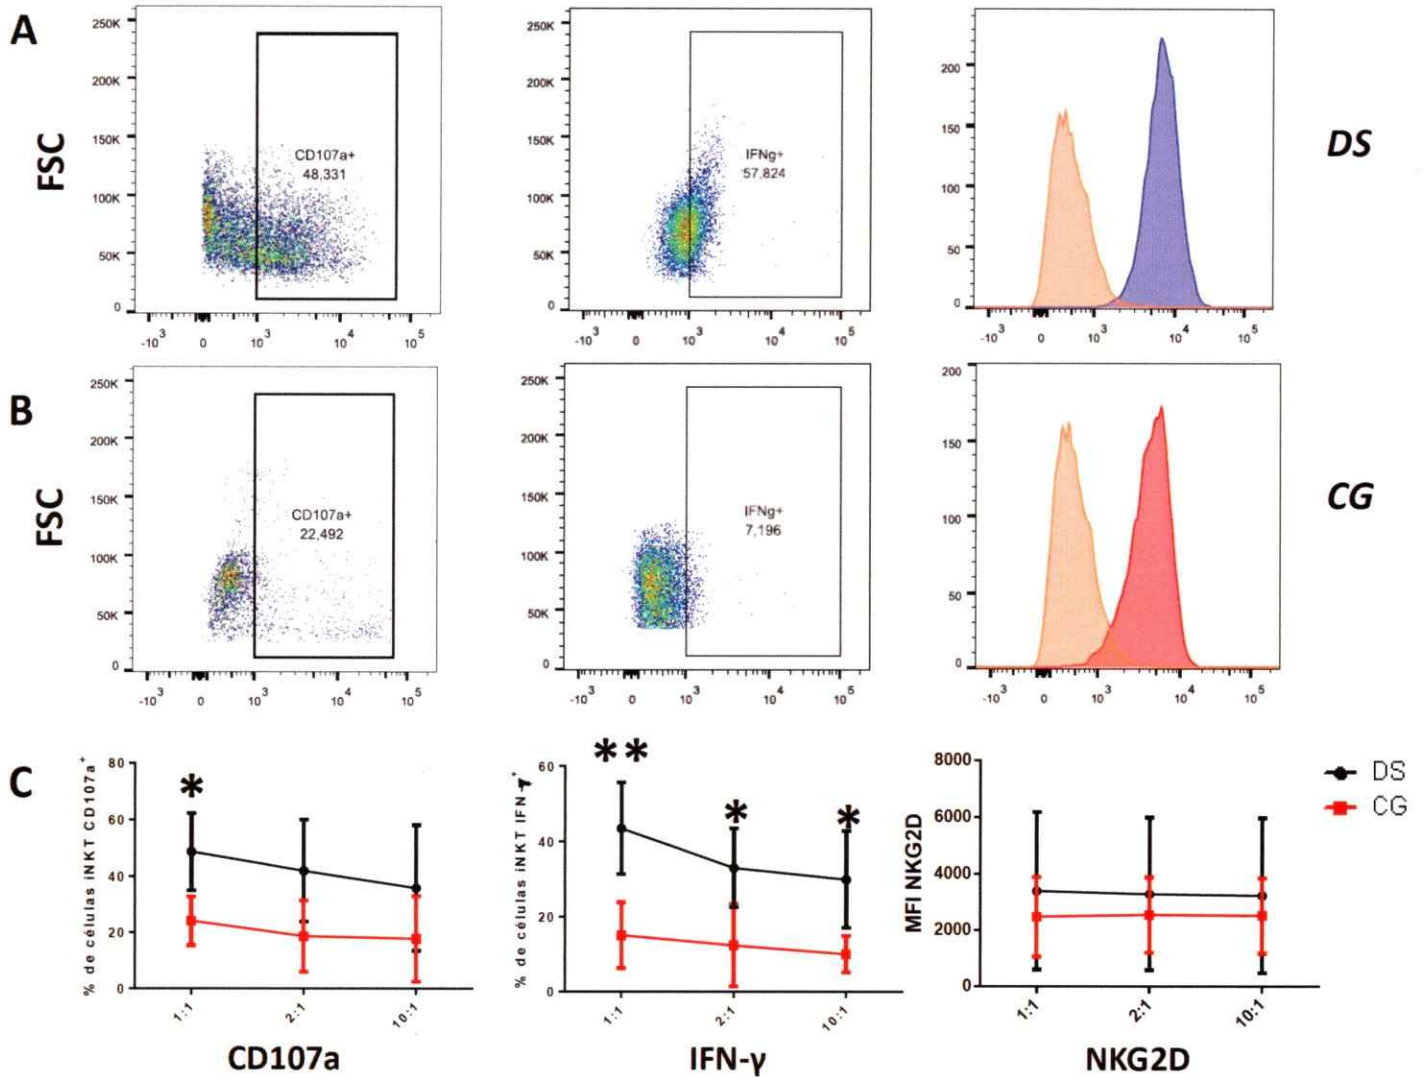 A
FSC
250K
200K
150K
100K
50K
0
CD107a+
48,331
-10³ 0 10³ 10⁴ 10⁵
250K
200K
150K
100K
50K
0
IFNg+
57,824
-10³ 0 10³ 10⁴ 10⁵
200
150
100
50
0
-10³ 0 10³ 10⁴ 10⁵
DS
B
FSC
250K
200K
150K
100K
50K
0
CD107a+
22,492
-10³ 0 10³ 10⁴ 10⁵
250K
200K
150K
100K
50K
0
IFNg+
7,196
-10³ 0 10³ 10⁴ 10⁵
200
150
100
50
0
-10³ 0 10³ 10⁴ 10⁵
CG
C
% de células iNKT CD107a⁺
80
60
40
20
0
*
1:1 2:1 10:1
CD107a
% de células iNKT IFN-γ⁺
60
40
20
0
** * *
1:1 2:1 10:1
IFN-γ
MFI NKG2D
8000
6000
4000
2000
0
1:1 2:1 10:1
NKG2D
DS
CG